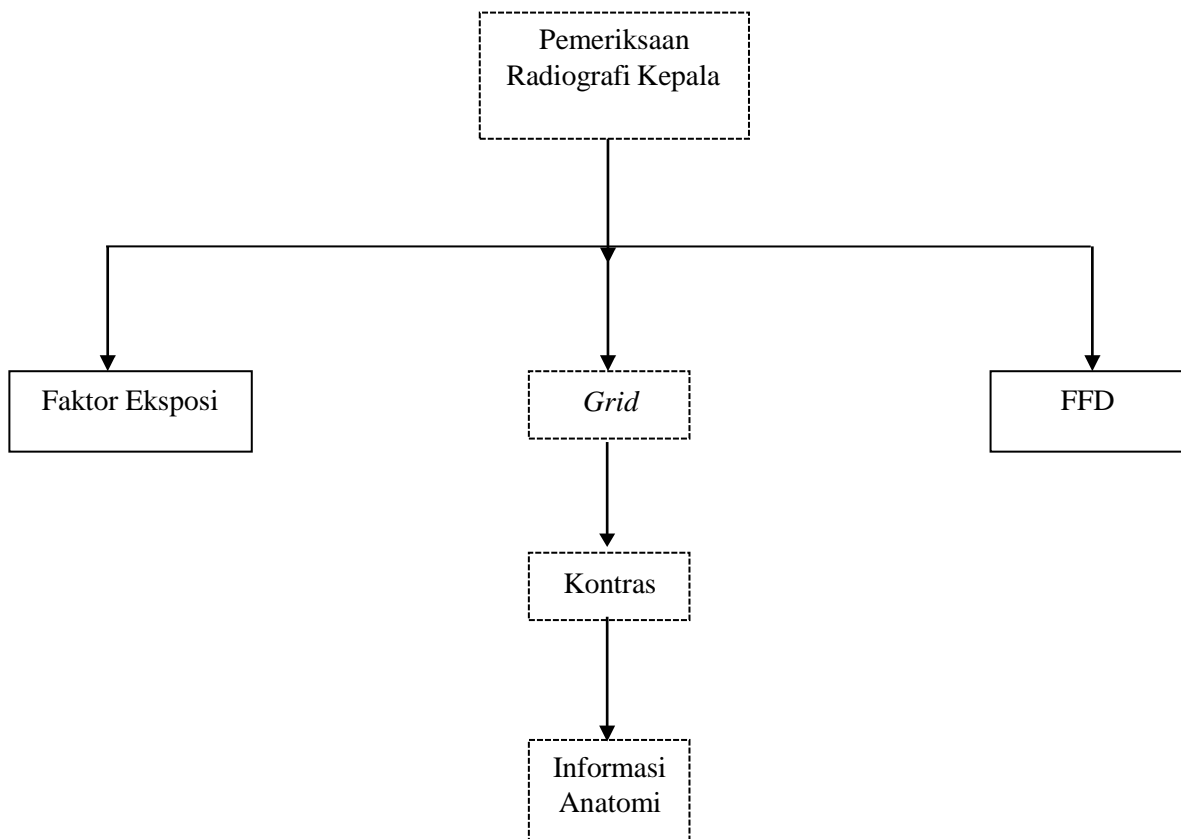 Pemeriksaan
Radiografi Kepala
Faktor Eksposi
Grid
FFD
Kontras
Informasi
Anatomi